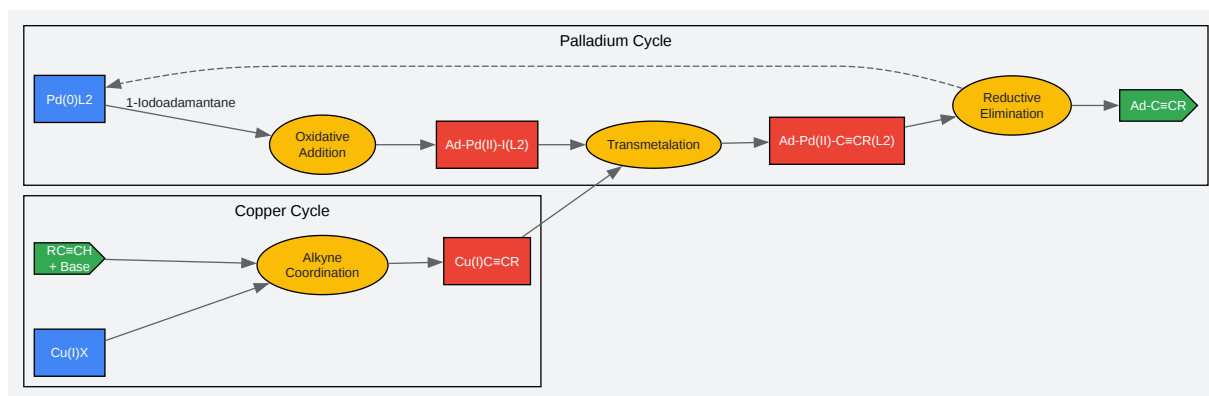 Palladium Cycle
Pd(0)L2
1-Iodoadamantane
Oxidative
Addition
Ad-Pd(II)-I(L2)
Transmetalation
Ad-Pd(II)-C≡CR(L2)
Reductive
Elimination
Ad-C≡CR
Copper Cycle
RC≡CH
+ Base
Alkyne
Coordination
Cu(I)C≡CR
Cu(I)X